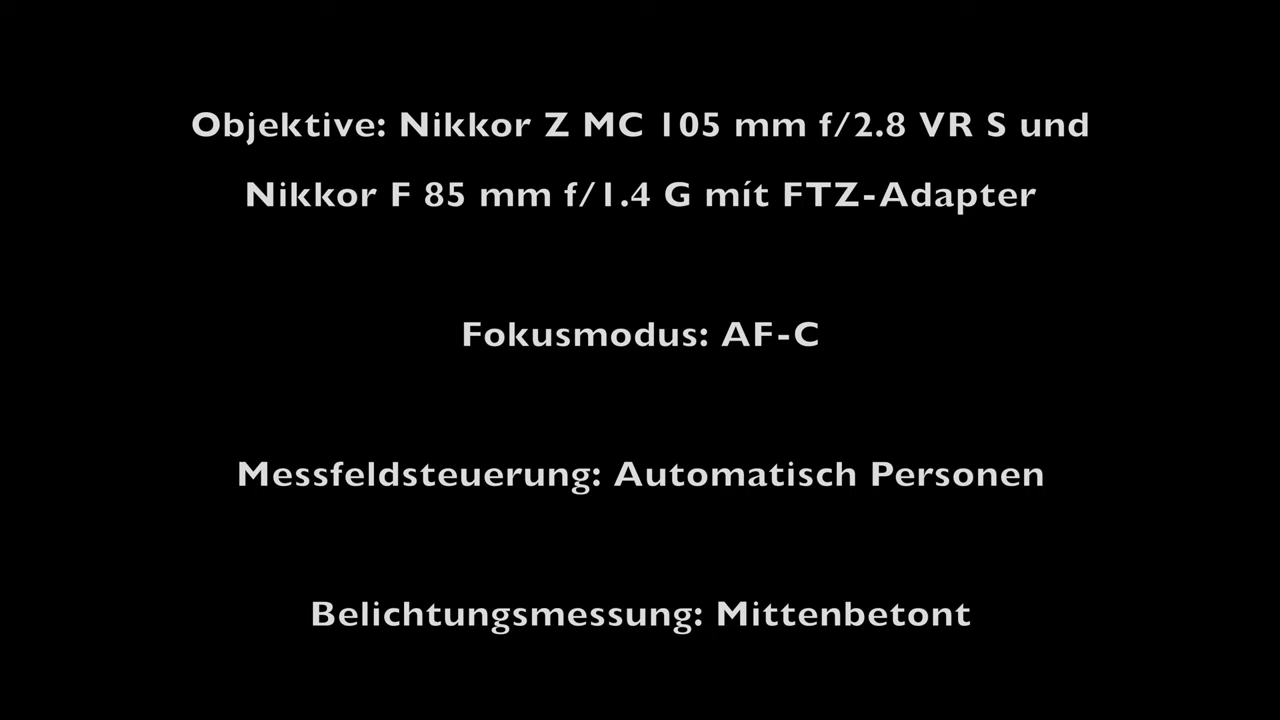 Objektive: Nikkor Z MC 105 mm f/2.8 VR S und
Nikkor F 85 mm f/1.4 G mít FTZ-Adapter
Fokusmodus: AF-C
Messfeldsteuerung: Automatisch Personen
Belichtungsmessung: Mittenbetont